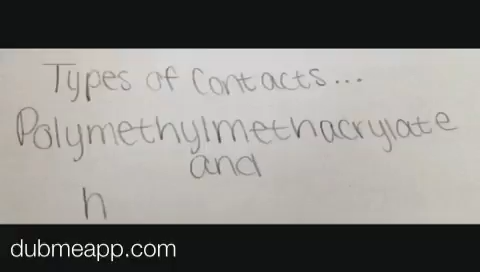 Types of Contacts...
Polymethylmethacrylate
and
h
dubmeapp.com